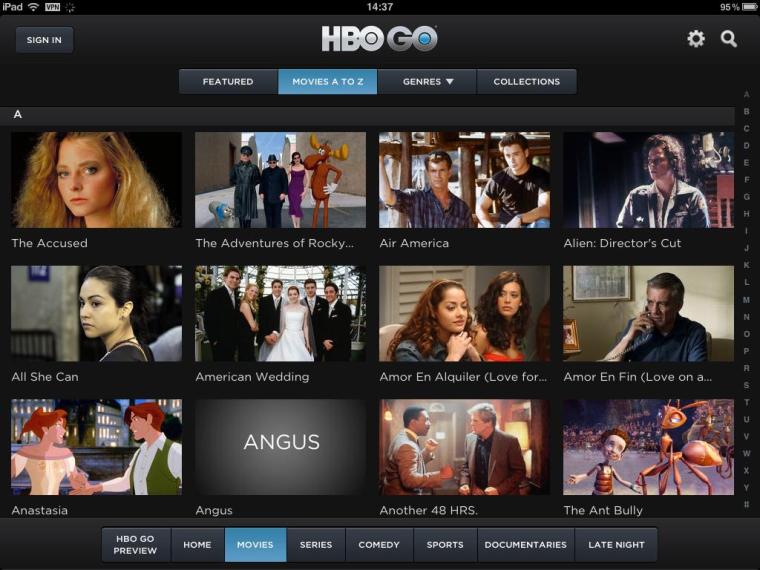 iPad VPN 14:37 95%
SIGN IN
HBO GO
FEATURED MOVIES A TO Z GENRES ▼ COLLECTIONS
A
The Accused
The Adventures of Rocky...
Air America
Alien: Director's Cut
All She Can
American Wedding
Amor En Alquiler (Love for...
Amor En Fin (Love on a...
ANGUS
Anastasia
Angus
Another 48 HRS.
The Ant Bully
A
B
C
D
E
F
G
H
I
J
K
L
M
N
O
P
R
S
T
U
V
W
X
Y
#
HBO GO
PREVIEW
HOME MOVIES SERIES COMEDY SPORTS DOCUMENTARIES LATE NIGHT